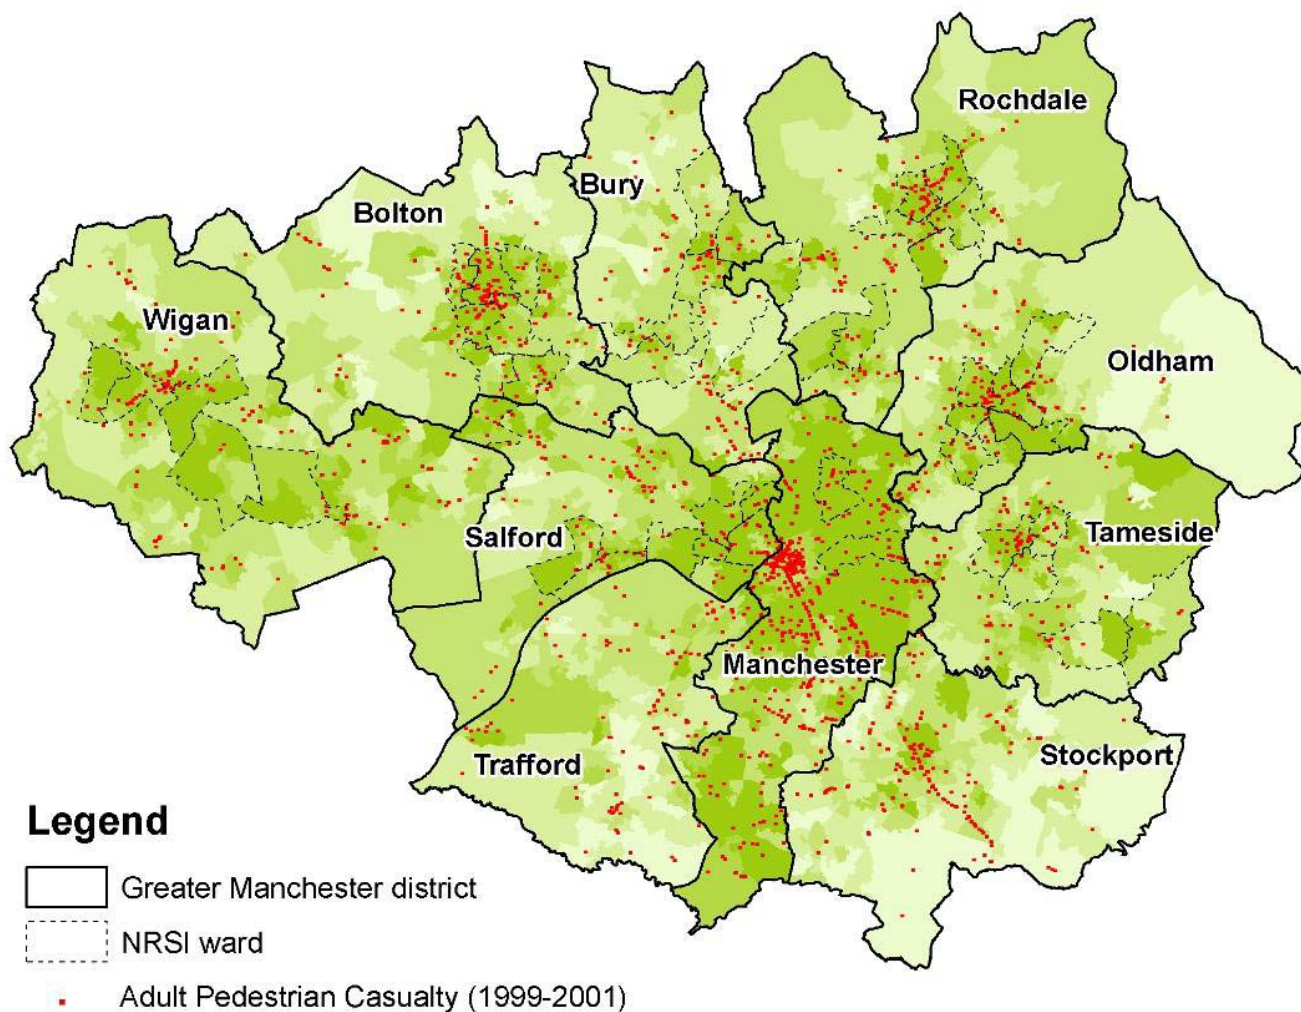 Rochdale
Bury
Bolton
Wigan
Oldham
Salford
Tameside
Manchester
Stockport
Trafford
Legend
Greater Manchester district
NRSI ward
Adult Pedestrian Casualty (1999-2001)